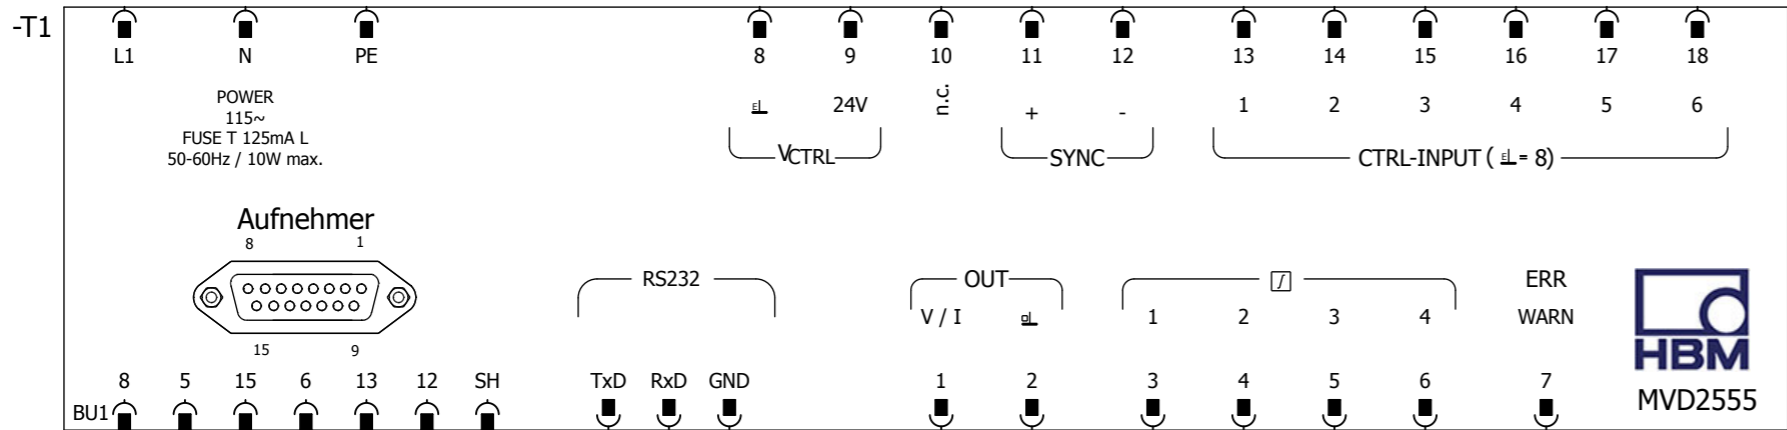 -T1
L1 N PE 8 9 10 11 12 13 14 15 16 17 18
24V n.c. + - 1 2 3 4 5 6
POWER
115~
FUSE T 125mA L
50-60Hz / 10W max.
VCTRL SYNC CTRL-INPUT ( = 8)
Aufnehmer
8 1
RS232 OUT ERR
V / I 1 2 3 4 WARN
15 9
HBM
8 5 15 6 13 12 SH TxD RxD GND 1 2 3 4 5 6 7
MVD2555
BU1